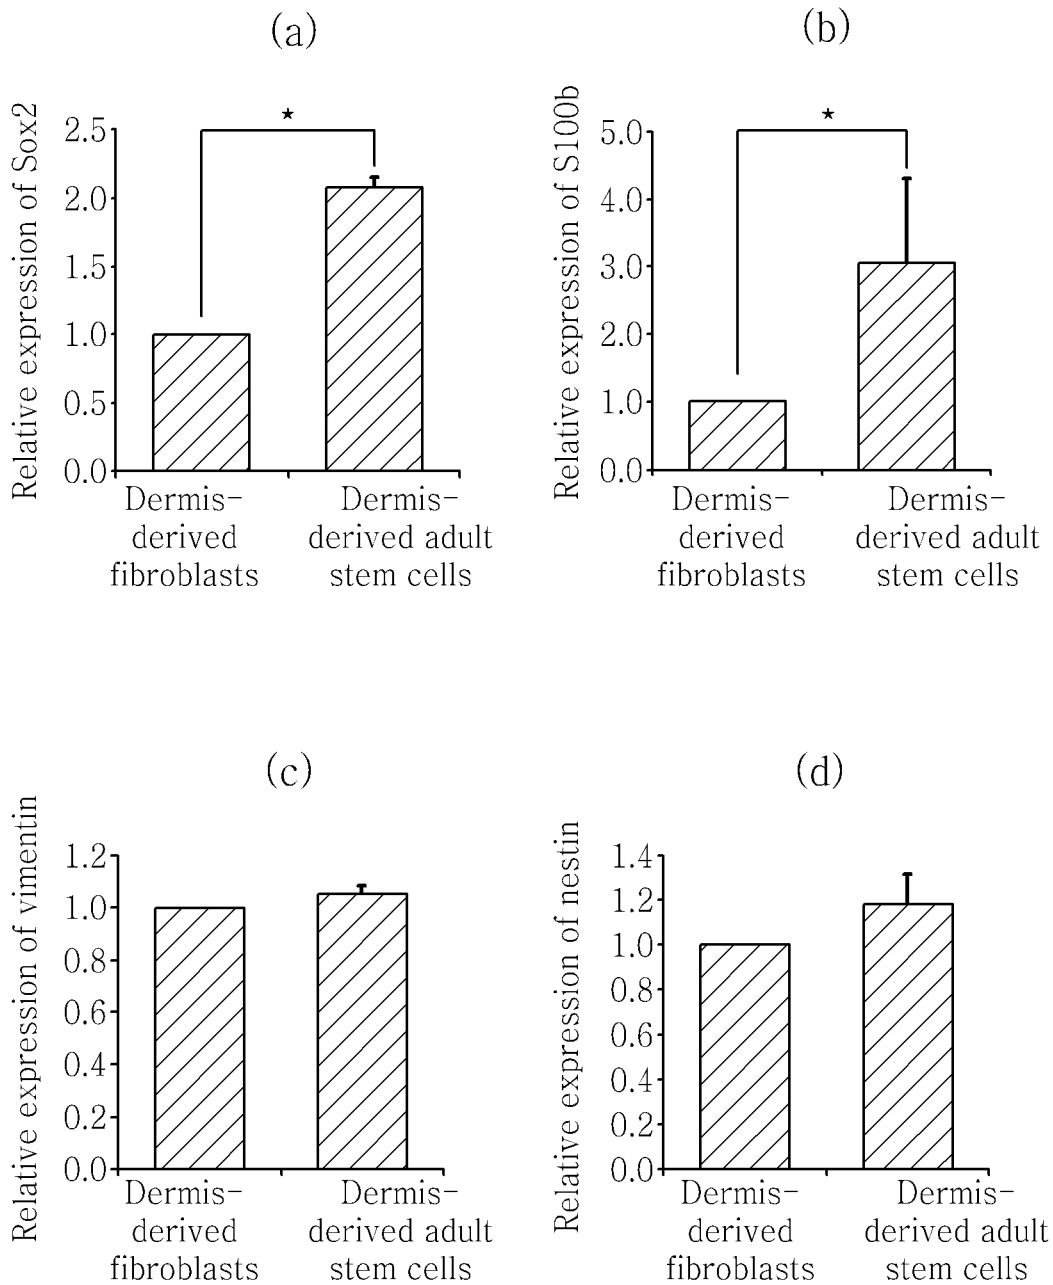 (a)
Relative expression of Sox2
★
2.5
2.0
1.5
1.0
0.5
0.0
Dermis-
derived
fibroblasts
Dermis-
derived adult
stem cells
(b)
Relative expression of S100b
★
5.0
4.0
3.0
2.0
1.0
0.0
Dermis-
derived
fibroblasts
Dermis-
derived adult
stem cells
(c)
Relative expression of vimentin
1.2
1.0
0.8
0.6
0.4
0.2
0.0
Dermis-
derived
fibroblasts
Dermis-
derived adult
stem cells
(d)
Relative expression of nestin
1.4
1.2
1.0
0.8
0.6
0.4
0.2
0.0
Dermis-
derived
fibroblasts
Dermis-
derived adult
stem cells